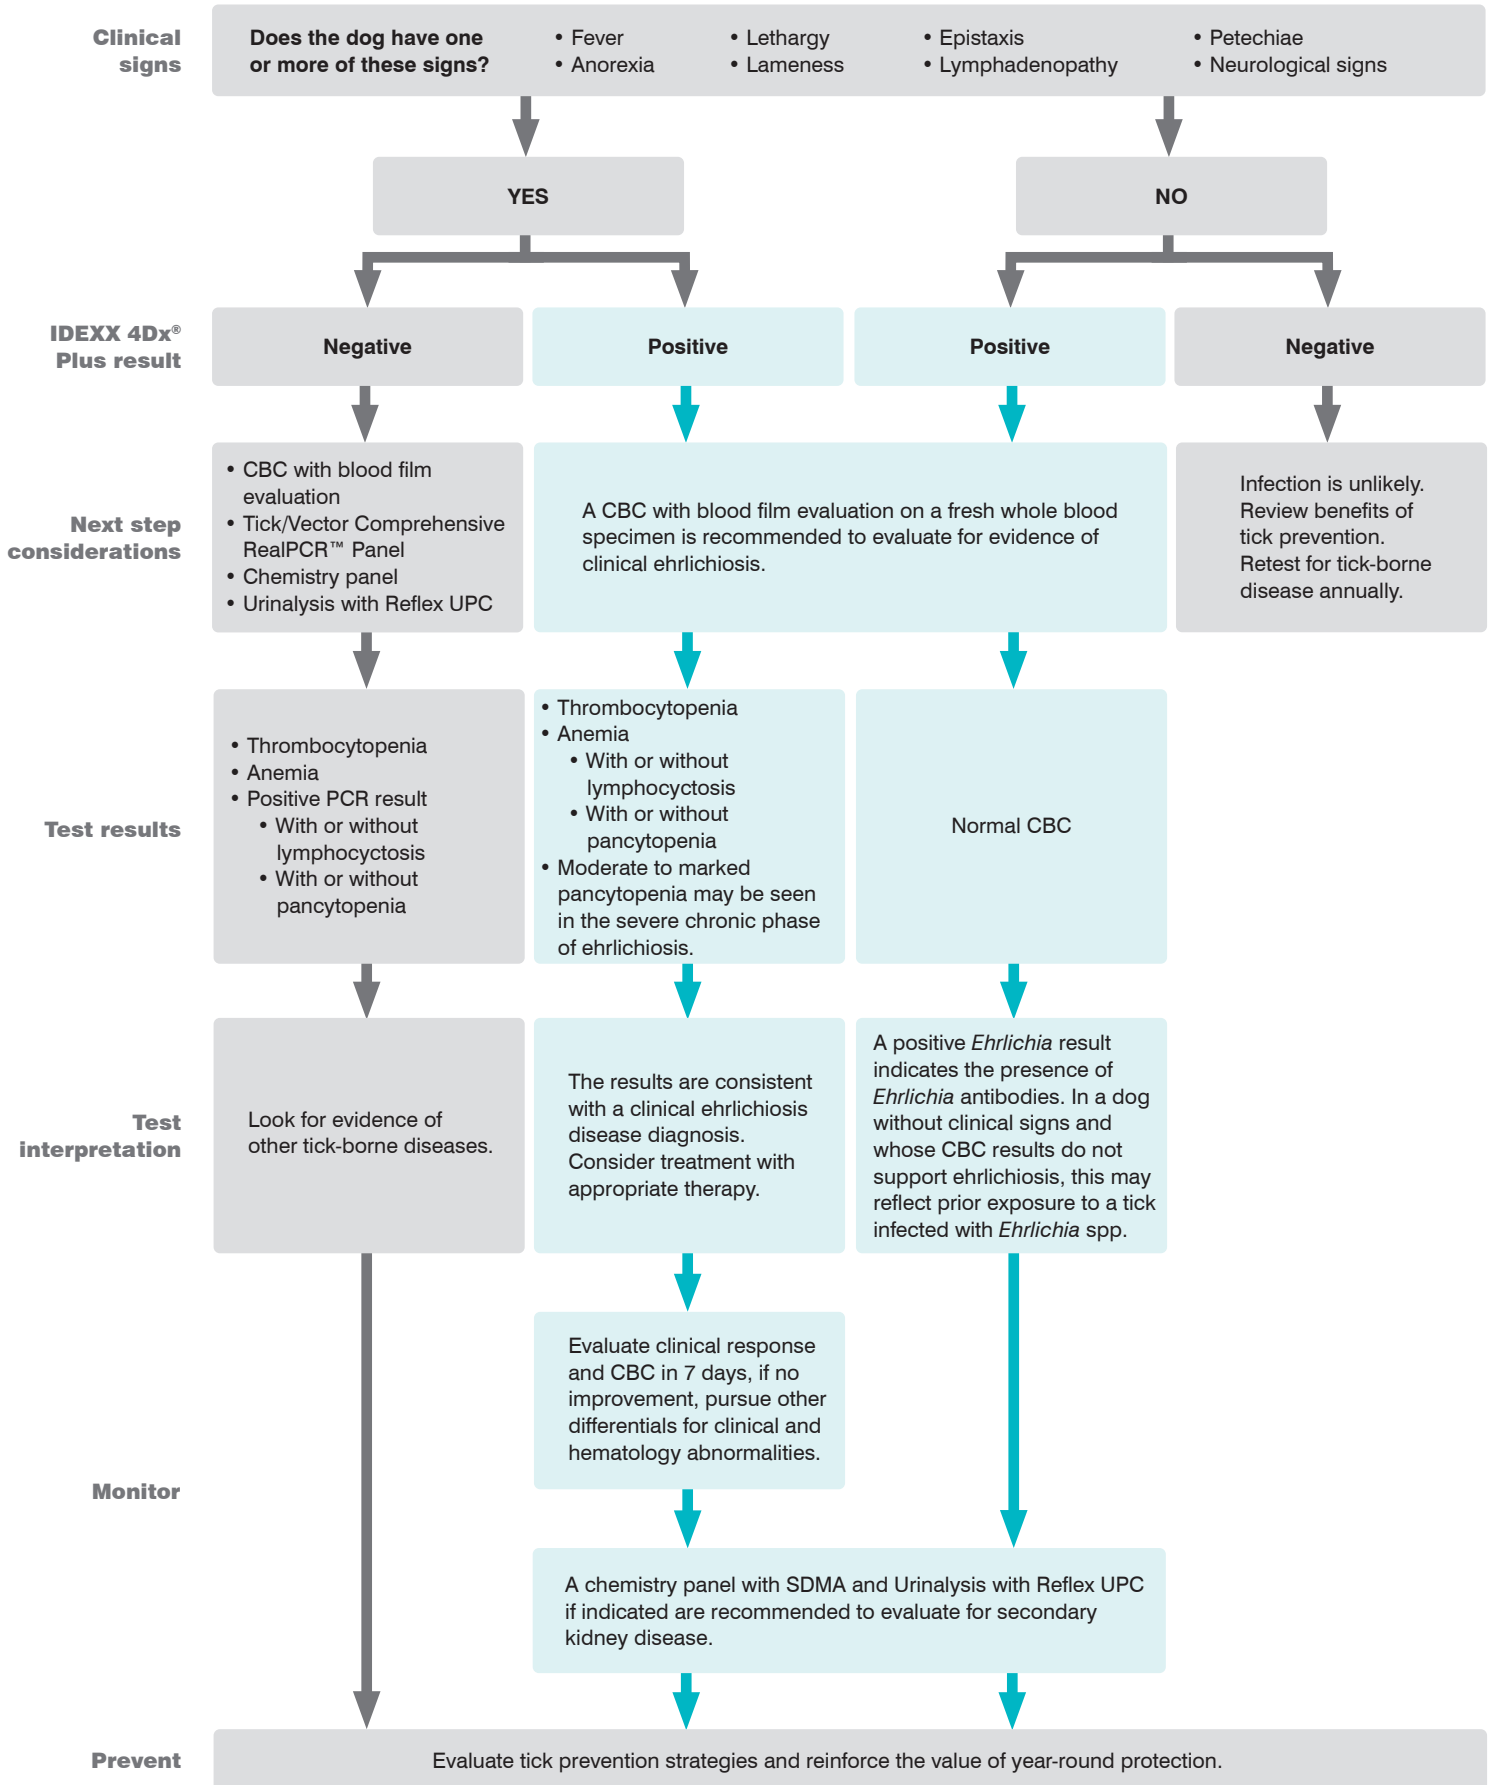 Clinical
signs
Does the dog have one
or more of these signs?
• Fever
• Anorexia
• Lethargy
• Lameness
• Epistaxis
• Lymphadenopathy
• Petechiae
• Neurological signs
YES
NO
IDEXX 4Dx®
Plus result
Negative
Positive
Positive
Negative
Next step
considerations
• CBC with blood film
evaluation
• Tick/Vector Comprehensive
RealPCR™ Panel
• Chemistry panel
• Urinalysis with Reflex UPC
A CBC with blood film evaluation on a fresh whole blood
specimen is recommended to evaluate for evidence of
clinical ehrlichiosis.
Infection is unlikely.
Review benefits of
tick prevention.
Retest for tick-borne
disease annually.
Test results
• Thrombocytopenia
• Anemia
• Positive PCR result
• With or without
lymphocyctosis
• With or without
pancytopenia
• Thrombocytopenia
• Anemia
• With or without
lymphocyctosis
• With or without
pancytopenia
• Moderate to marked
pancytopenia may be seen
in the severe chronic phase
of ehrlichiosis.
Normal CBC
Test
interpretation
Look for evidence of
other tick-borne diseases.
The results are consistent
with a clinical ehrlichiosis
disease diagnosis.
Consider treatment with
appropriate therapy.
A positive Ehrlichia result
indicates the presence of
Ehrlichia antibodies. In a dog
without clinical signs and
whose CBC results do not
support ehrlichiosis, this may
reflect prior exposure to a tick
infected with Ehrlichia spp.
Monitor
Evaluate clinical response
and CBC in 7 days, if no
improvement, pursue other
differentials for clinical and
hematology abnormalities.
A chemistry panel with SDMA and Urinalysis with Reflex UPC
if indicated are recommended to evaluate for secondary
kidney disease.
Prevent
Evaluate tick prevention strategies and reinforce the value of year-round protection.